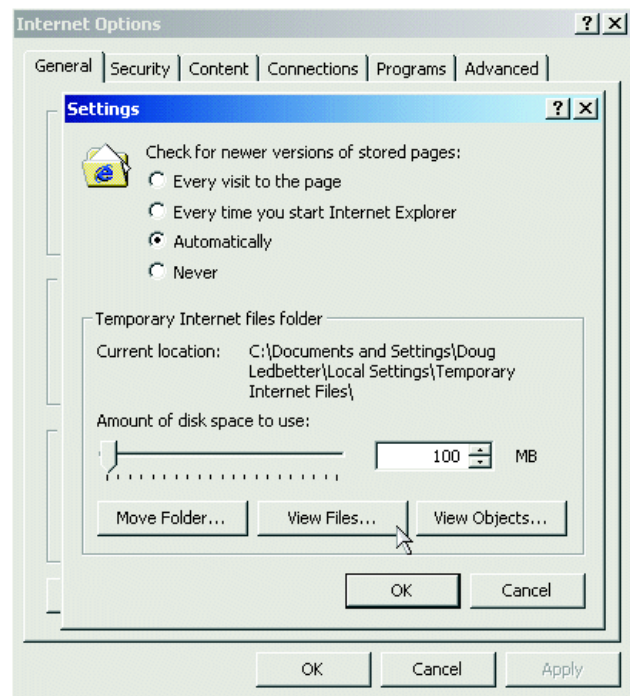 Internet Options
General Security Content Connections Programs Advanced
Settings
Check for newer versions of stored pages:
Every visit to the page
Every time you start Internet Explorer
Automatically
Never
Temporary Internet files folder
Current location: C:\Documents and Settings\Doug
Ledbetter\Local Settings\Temporary
Internet Files\
Amount of disk space to use:
100 MB
Move Folder... View Files... View Objects...
OK Cancel
OK Cancel Apply